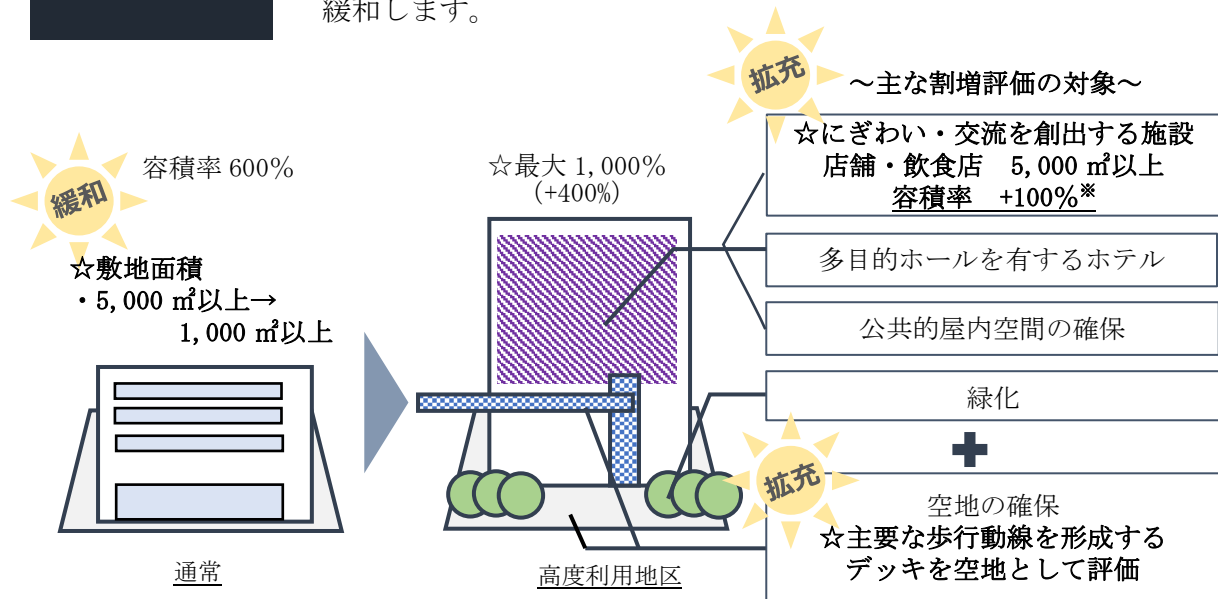 緩和します。
拡充
～主な割増評価の対象～
☆にぎわい・交流を創出する施設
店舗・飲食店　5,000 ㎡以上
容積率　+100％※
多目的ホールを有するホテル
公共的屋内空間の確保
緑化
拡充
空地の確保
☆主要な歩行動線を形成する
デッキを空地として評価
緩和
容積率 600％
☆敷地面積
・5,000 ㎡以上→
1,000 ㎡以上
通常
☆最大 1,000％
(+400%)
高度利用地区